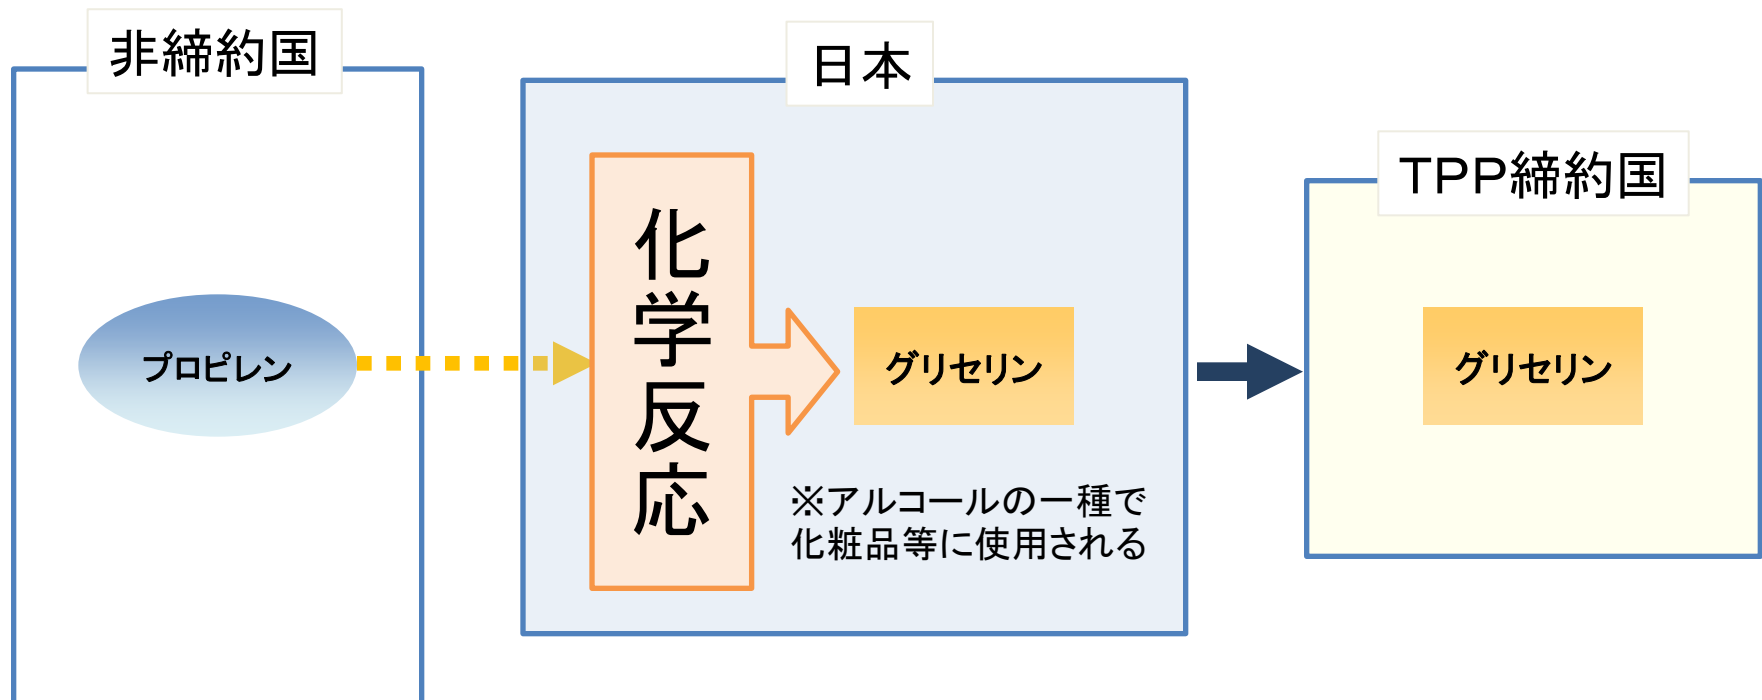 非締約国
日本
TPP締約国
プロピレン
化学反応
グリセリン
グリセリン
※アルコールの一種で
化粧品等に使用される